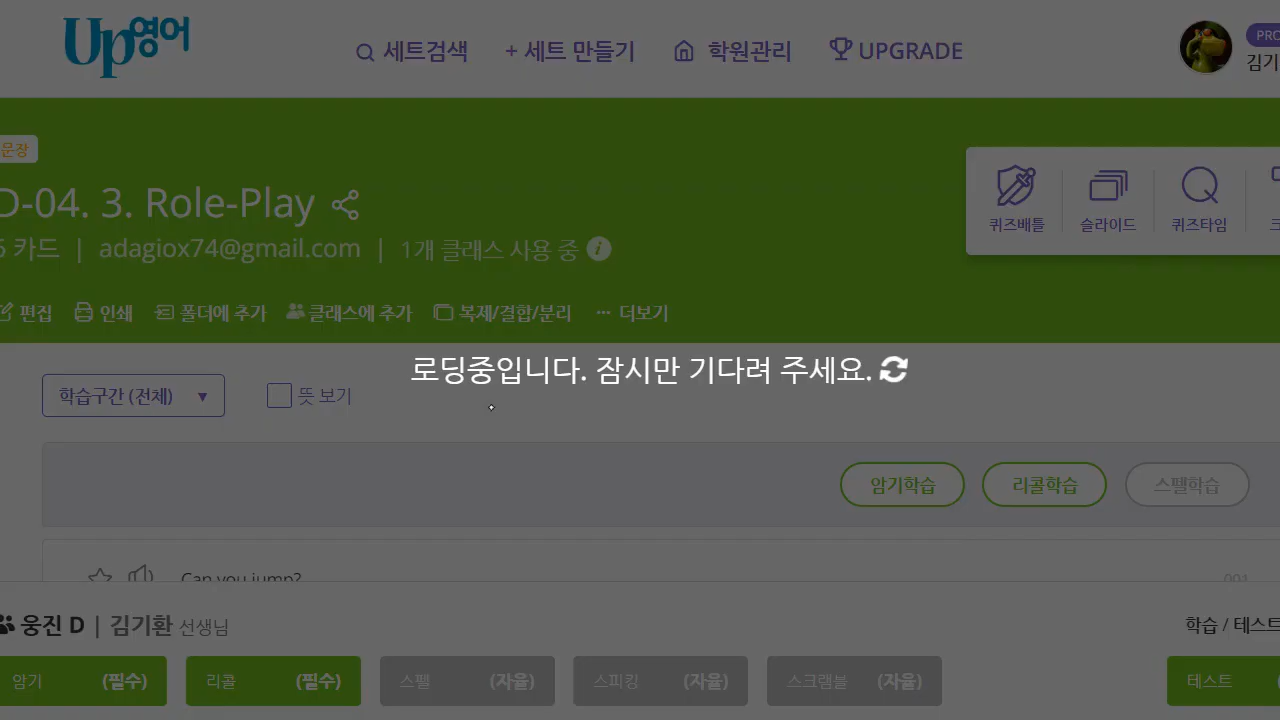 Up영어
세트검색
+ 세트 만들기
학원관리
UPGRADE
PRO
김기
문장
D-04. 3. Role-Play
6 카드 | adagiox74@gmail.com | 1개 클래스 사용 중
퀴즈배틀
슬라이드
퀴즈타임
편집
인쇄
폴더에 추가
클래스에 추가
복제/결합/분리
더보기
로딩중입니다. 잠시만 기다려 주세요.
학습구간 (전체)
뜻 보기
암기학습
리콜학습
스펠학습
Can you jump?
001
웅진 D | 김기환 선생님
학습 / 테스트
암기 (필수)
리콜 (필수)
스펠 (자율)
스피킹 (자율)
스크램블 (자율)
테스트